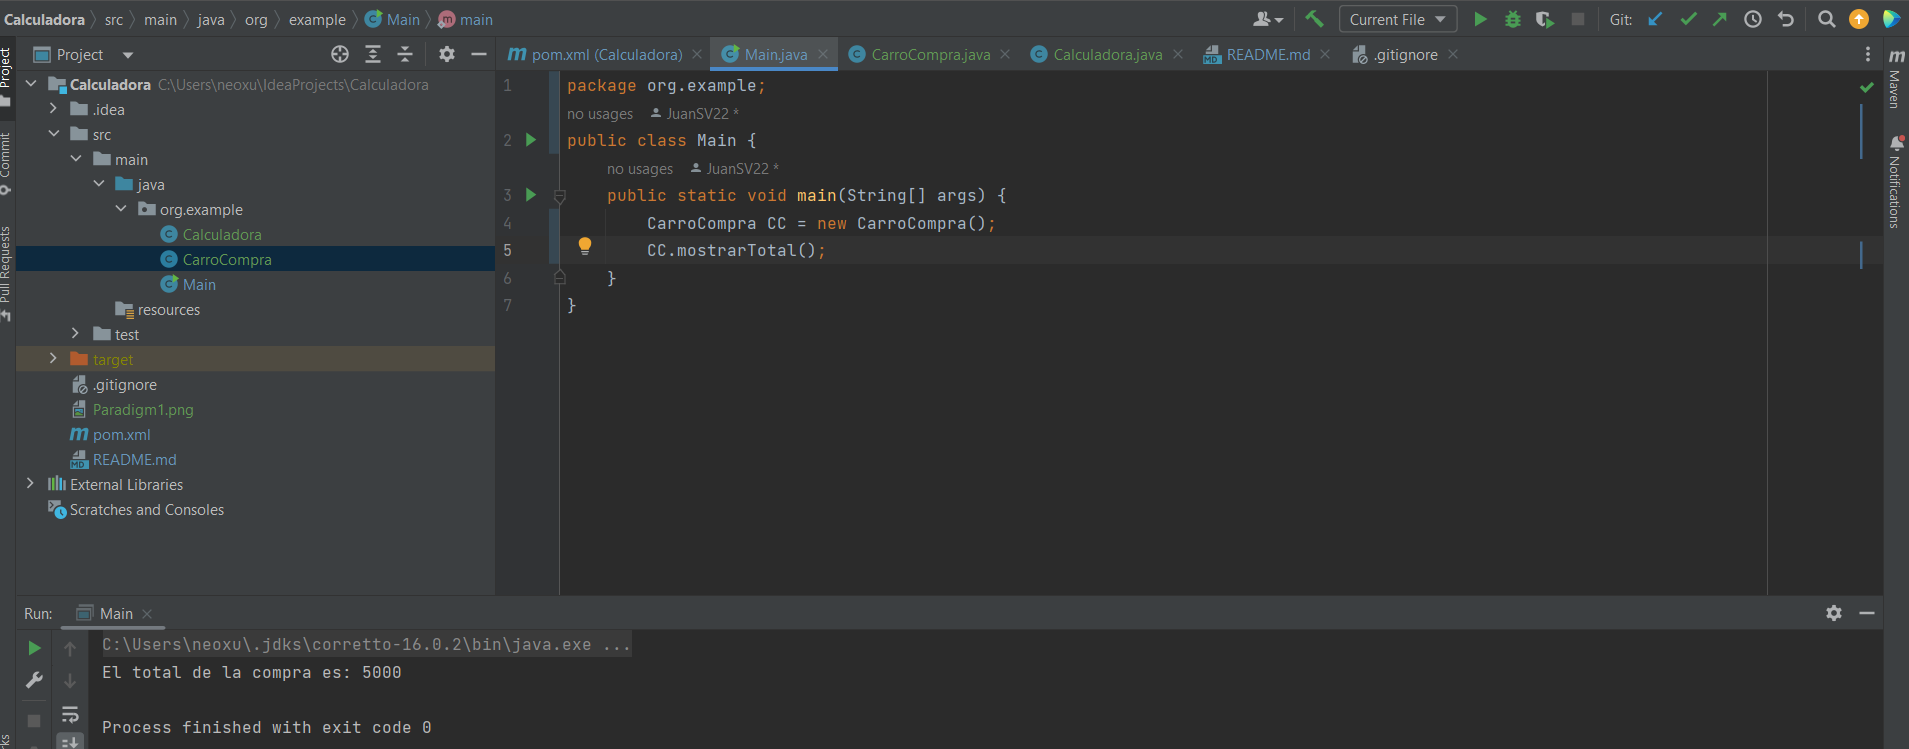 Calculadora src main java org example Main main
Current File
Git:
Project
pom.xml (Calculadora) Main.java CarroCompra.java Calculadora.java README.md .gitignore
Project
Commit
Pull Requests
Maven
Notifications
Calculadora C:\Users\neoxu\IdeaProjects\Calculadora
.idea
src
main
java
org.example
Calculadora
CarroCompra
Main
resources
test
target
.gitignore
Paradigm1.png
pom.xml
README.md
External Libraries
Scratches and Consoles
1 package org.example;
no usages JuanSV22 *
2 public class Main {
no usages JuanSV22 *
3 public static void main(String[] args) {
4 CarroCompra CC = new CarroCompra();
5 CC.mostrarTotal();
6 }
7 }
Run: Main
C:\Users\neoxu\.jdks\corretto-16.0.2\bin\java.exe ...
El total de la compra es: 5000
Process finished with exit code 0